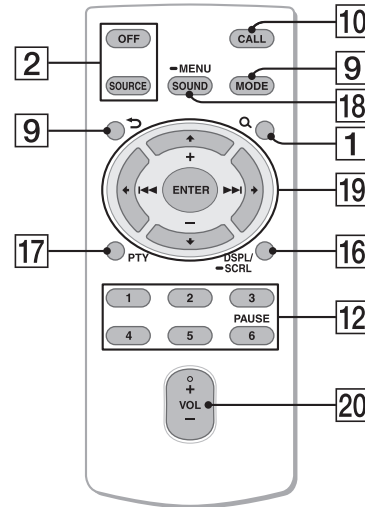 10
OFF
CALL
2
– MENU
9
SOURCE
SOUND
MODE
18
9
1
+
ENTER
19
–
17
PTY
DSPL/
– SCRL
16
1 2 3
12
PAUSE
4 5 6
+
VOL
20
–